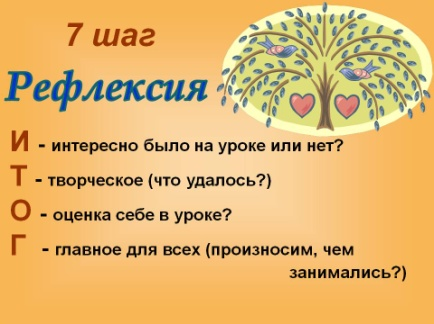 7 шаг
Рефлексия
И - интересно было на уроке или нет?
Т - творческое (что удалось?)
О - оценка себе в уроке?
Г - главное для всех (произносим, чем
занимались?)